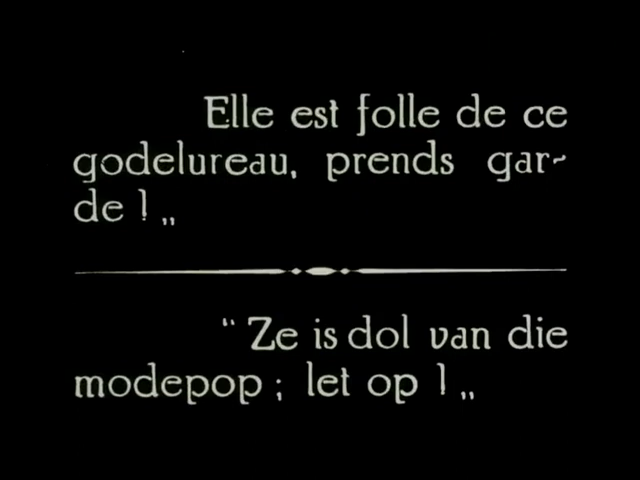 Elle est folle de ce
godelureau, prends gar-
de ! „
“ Ze is dol van die
modepop ; let op ! „